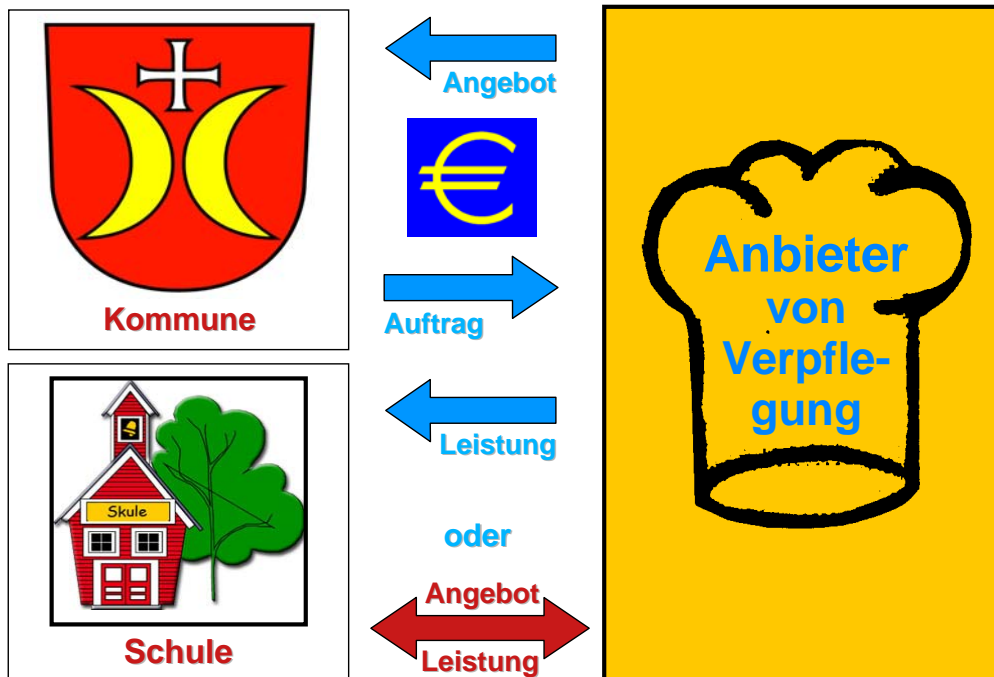 Angebot
€
Kommune
Auftrag
Anbieter
von
Verpfle-
gung
Leistung
Skule
oder
Angebot
Schule
Leistung